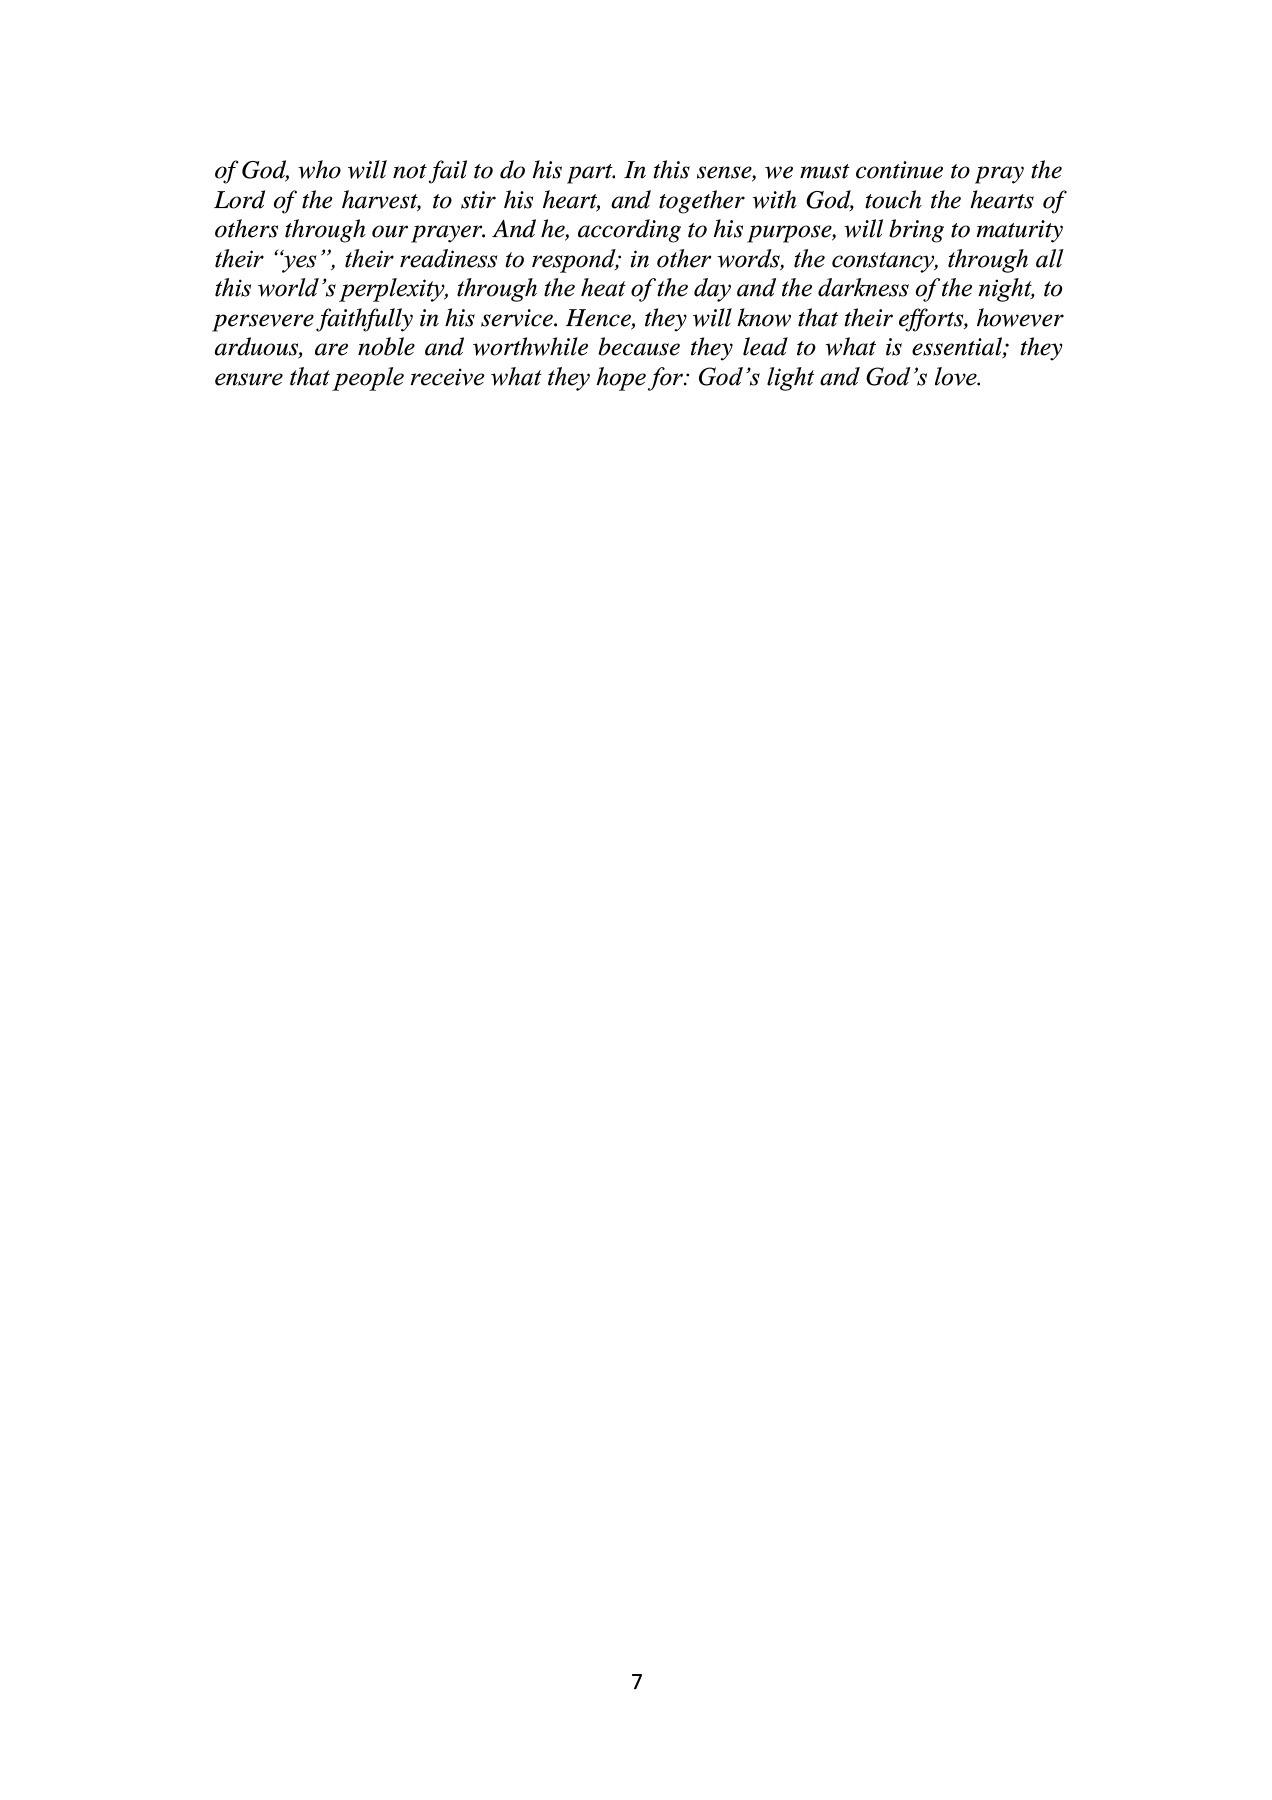 of God, who will not fail to do his part. In this sense, we must continue to pray the
Lord of the harvest, to stir his heart, and together with God, touch the hearts of
others through our prayer. And he, according to his purpose, will bring to maturity
their “yes”, their readiness to respond; in other words, the constancy, through all
this world’s perplexity, through the heat of the day and the darkness of the night, to
persevere faithfully in his service. Hence, they will know that their efforts, however
arduous, are noble and worthwhile because they lead to what is essential; they
ensure that people receive what they hope for: God’s light and God’s love.
7